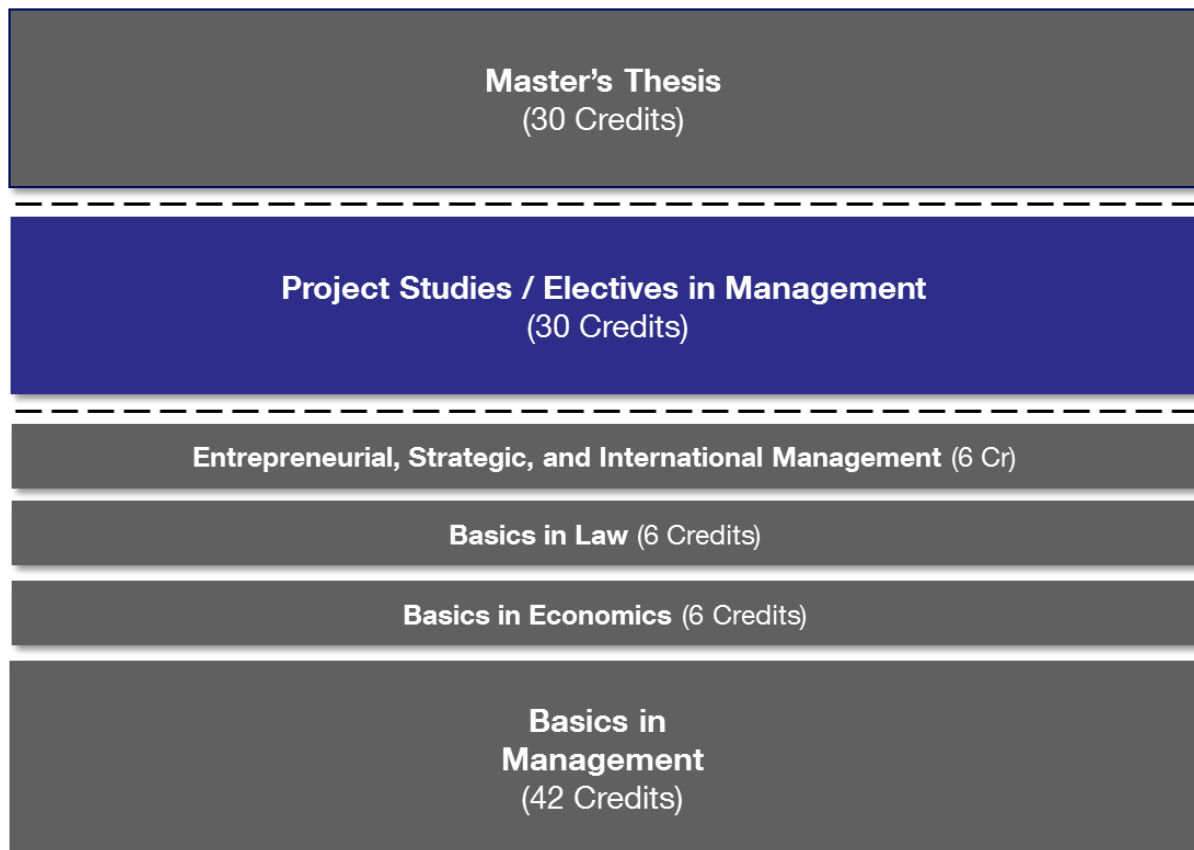 Master’s Thesis
(30 Credits)
Project Studies / Electives in Management
(30 Credits)
Entrepreneurial, Strategic, and International Management (6 Cr)
Basics in Law (6 Credits)
Basics in Economics (6 Credits)
Basics in
Management
(42 Credits)